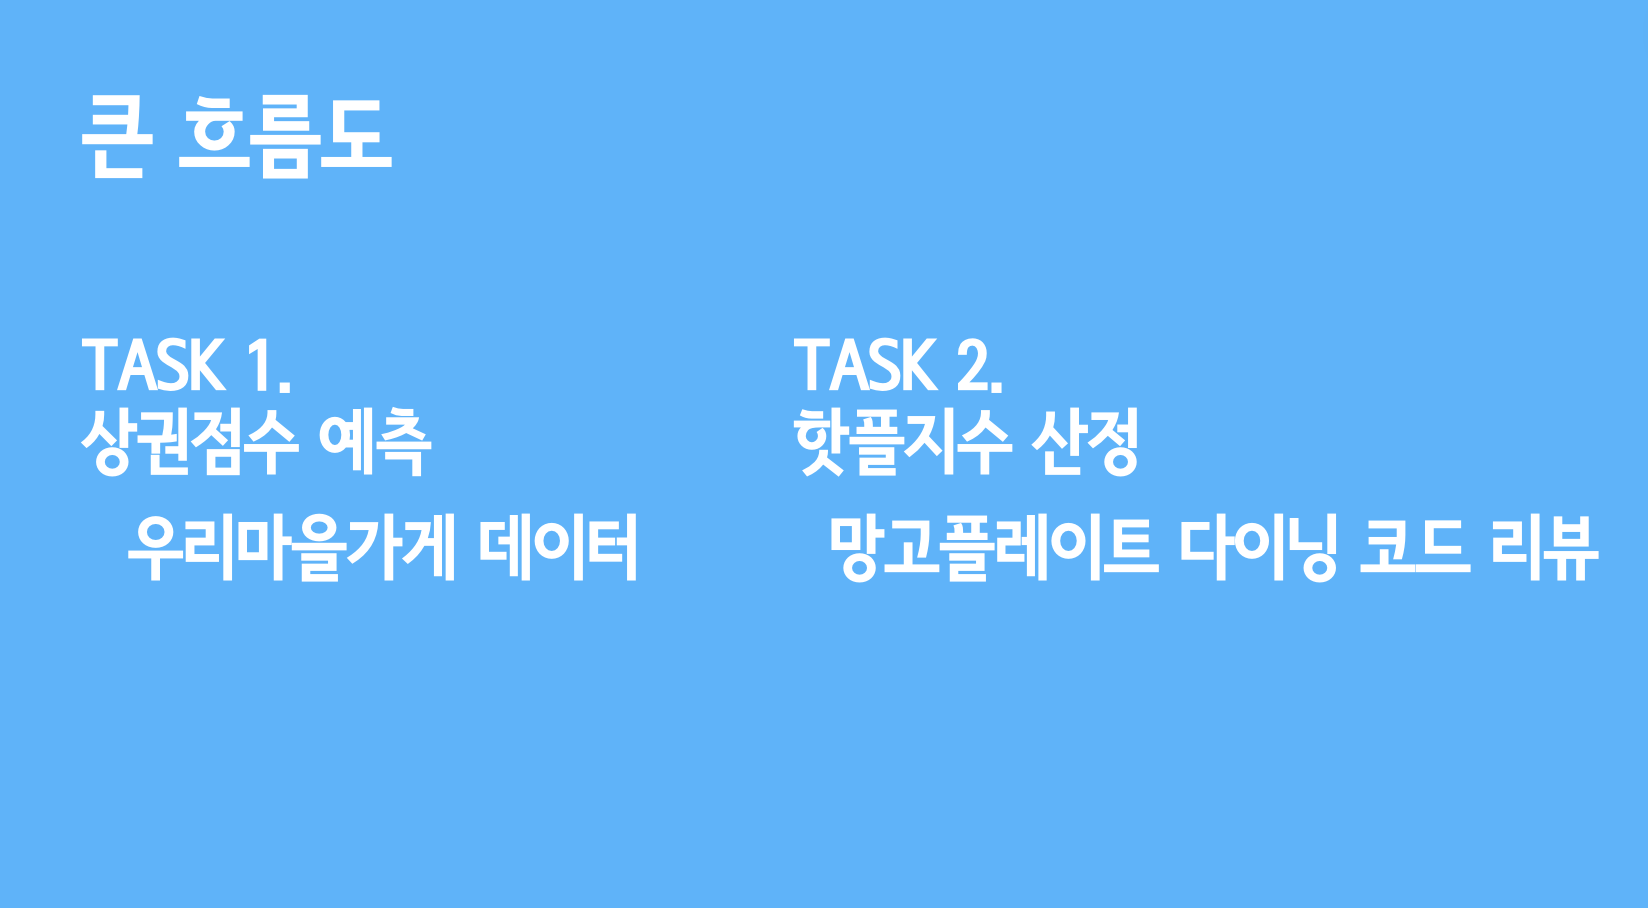 큰 흐름도
TASK 1.
상권점수 예측
우리마을가게 데이터
TASK 2.
핫플지수 산정
망고플레이트 다이닝 코드 리뷰